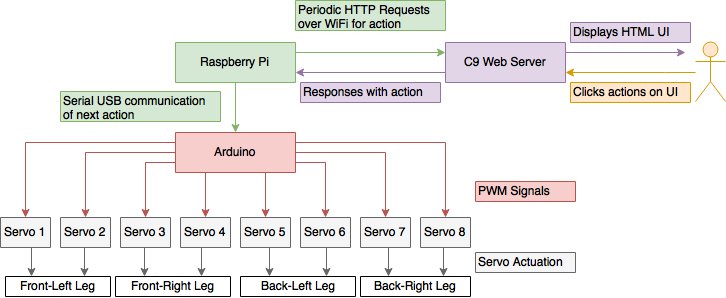 Periodic HTTP Requests
over WiFi for action
Displays HTML UI
Raspberry Pi
C9 Web Server
Responses with action
Clicks actions on UI
Serial USB communication
of next action
Arduino
PWM Signals
Servo 1
Servo 2
Servo 3
Servo 4
Servo 5
Servo 6
Servo 7
Servo 8
Servo Actuation
Front-Left Leg
Front-Right Leg
Back-Left Leg
Back-Right Leg